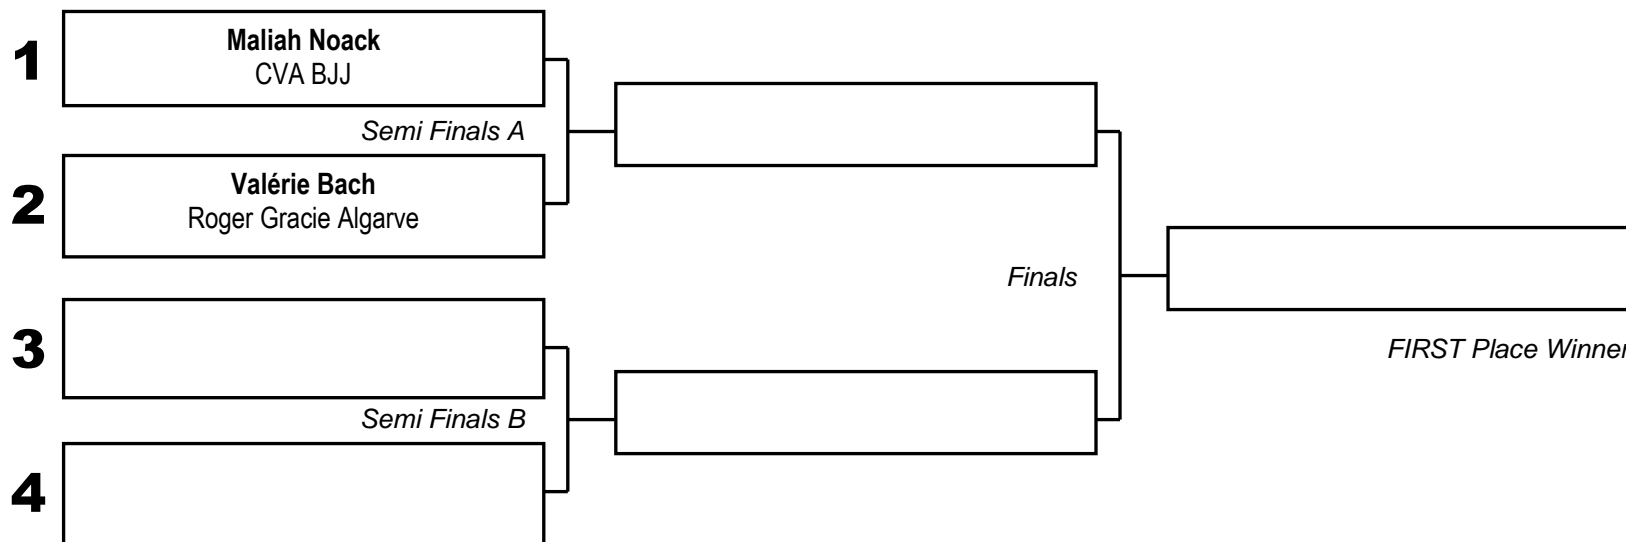 1
Maliah Noack
CVA BJJ
Semi Finals A
2
Valérie Bach
Roger Gracie Algarve
Finals
3
FIRST Place Winner
Semi Finals B
4